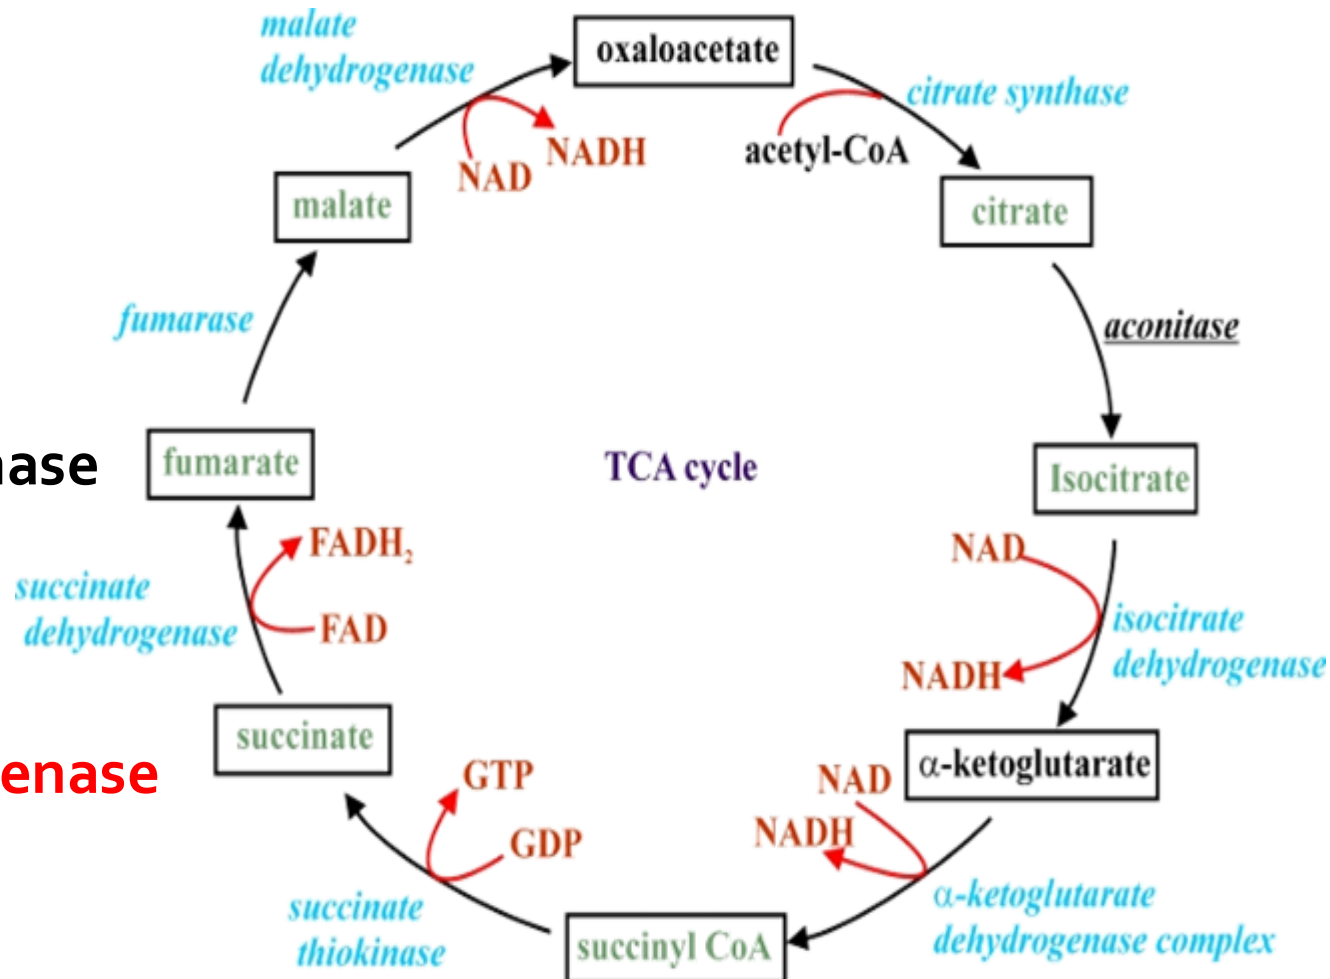 malate
dehydrogenase
oxaloacetate
citrate synthase
acetyl-CoA
NADH
NAD
malate
citrate
fumarase
aconitase
nase
fumarate
TCA cycle
Isocitrate
FADH₂
NAD
succinate
dehydrogenase
FAD
isocitrate
dehydrogenase
NADH
succinate
enase
GTP
NAD
α-ketoglutarate
GDP
NADH
succinate
thiokinase
succinyl CoA
α-ketoglutarate
dehydrogenase complex